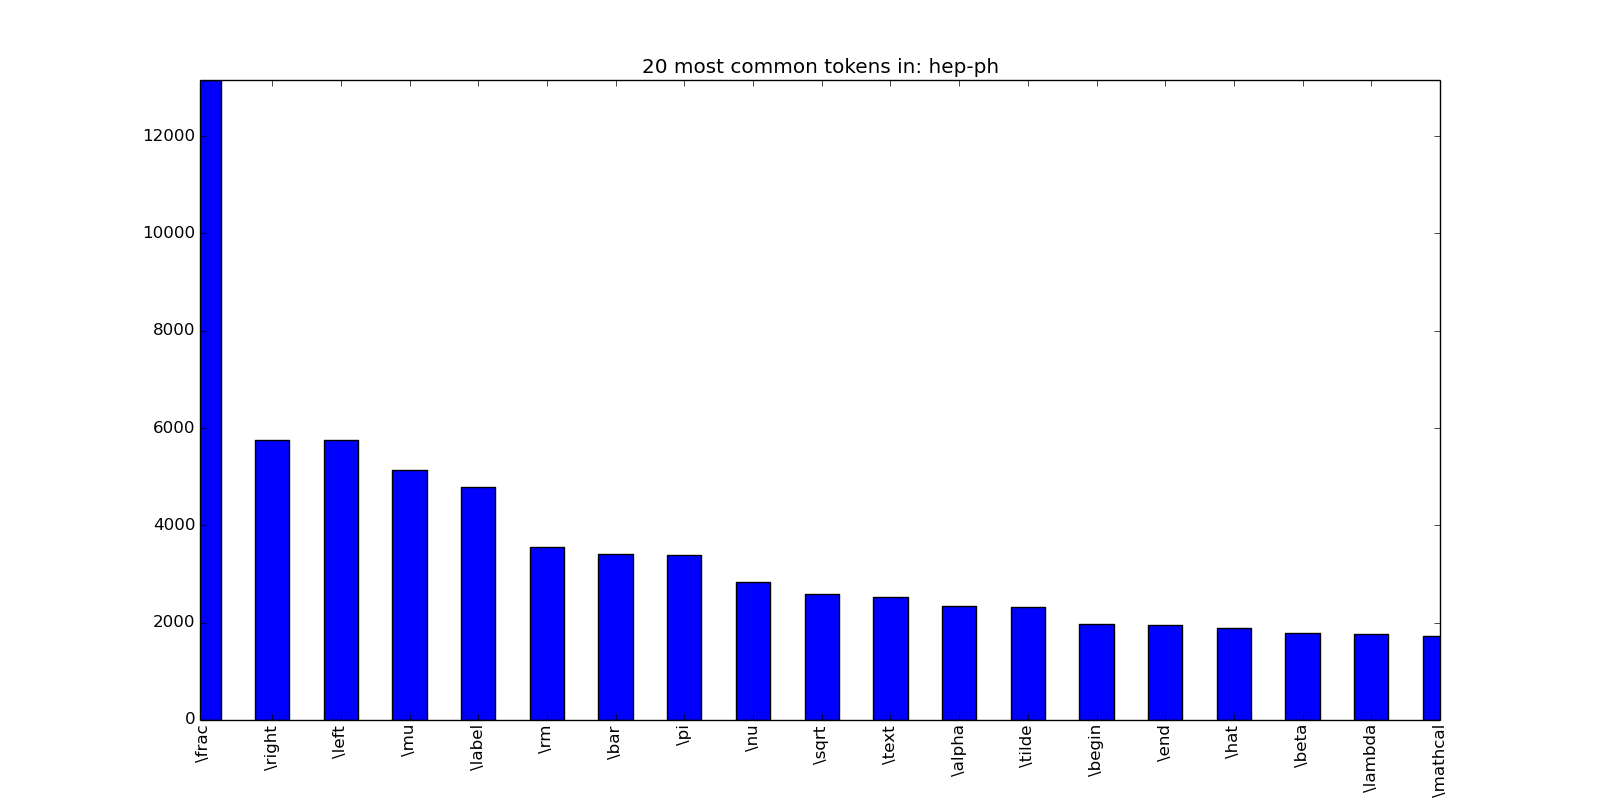 20 most common tokens in: hep-ph
12000
10000
8000
6000
4000
2000
0
\frac
\right
\left
\mu
\label
\rm
\bar
\pi
\nu
\sqrt
\text
\alpha
\tilde
\begin
\end
\hat
\beta
\lambda
\mathcal